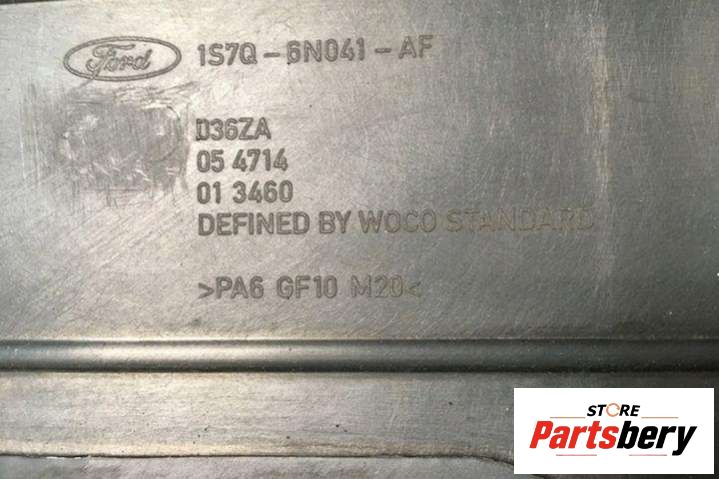 Ford 1S7Q-6N041-AF
D36ZA
05 4714
01 3460
DEFINED BY WOCO STANDARD
>PA6 GF10 M20<
STORE
Partsbery